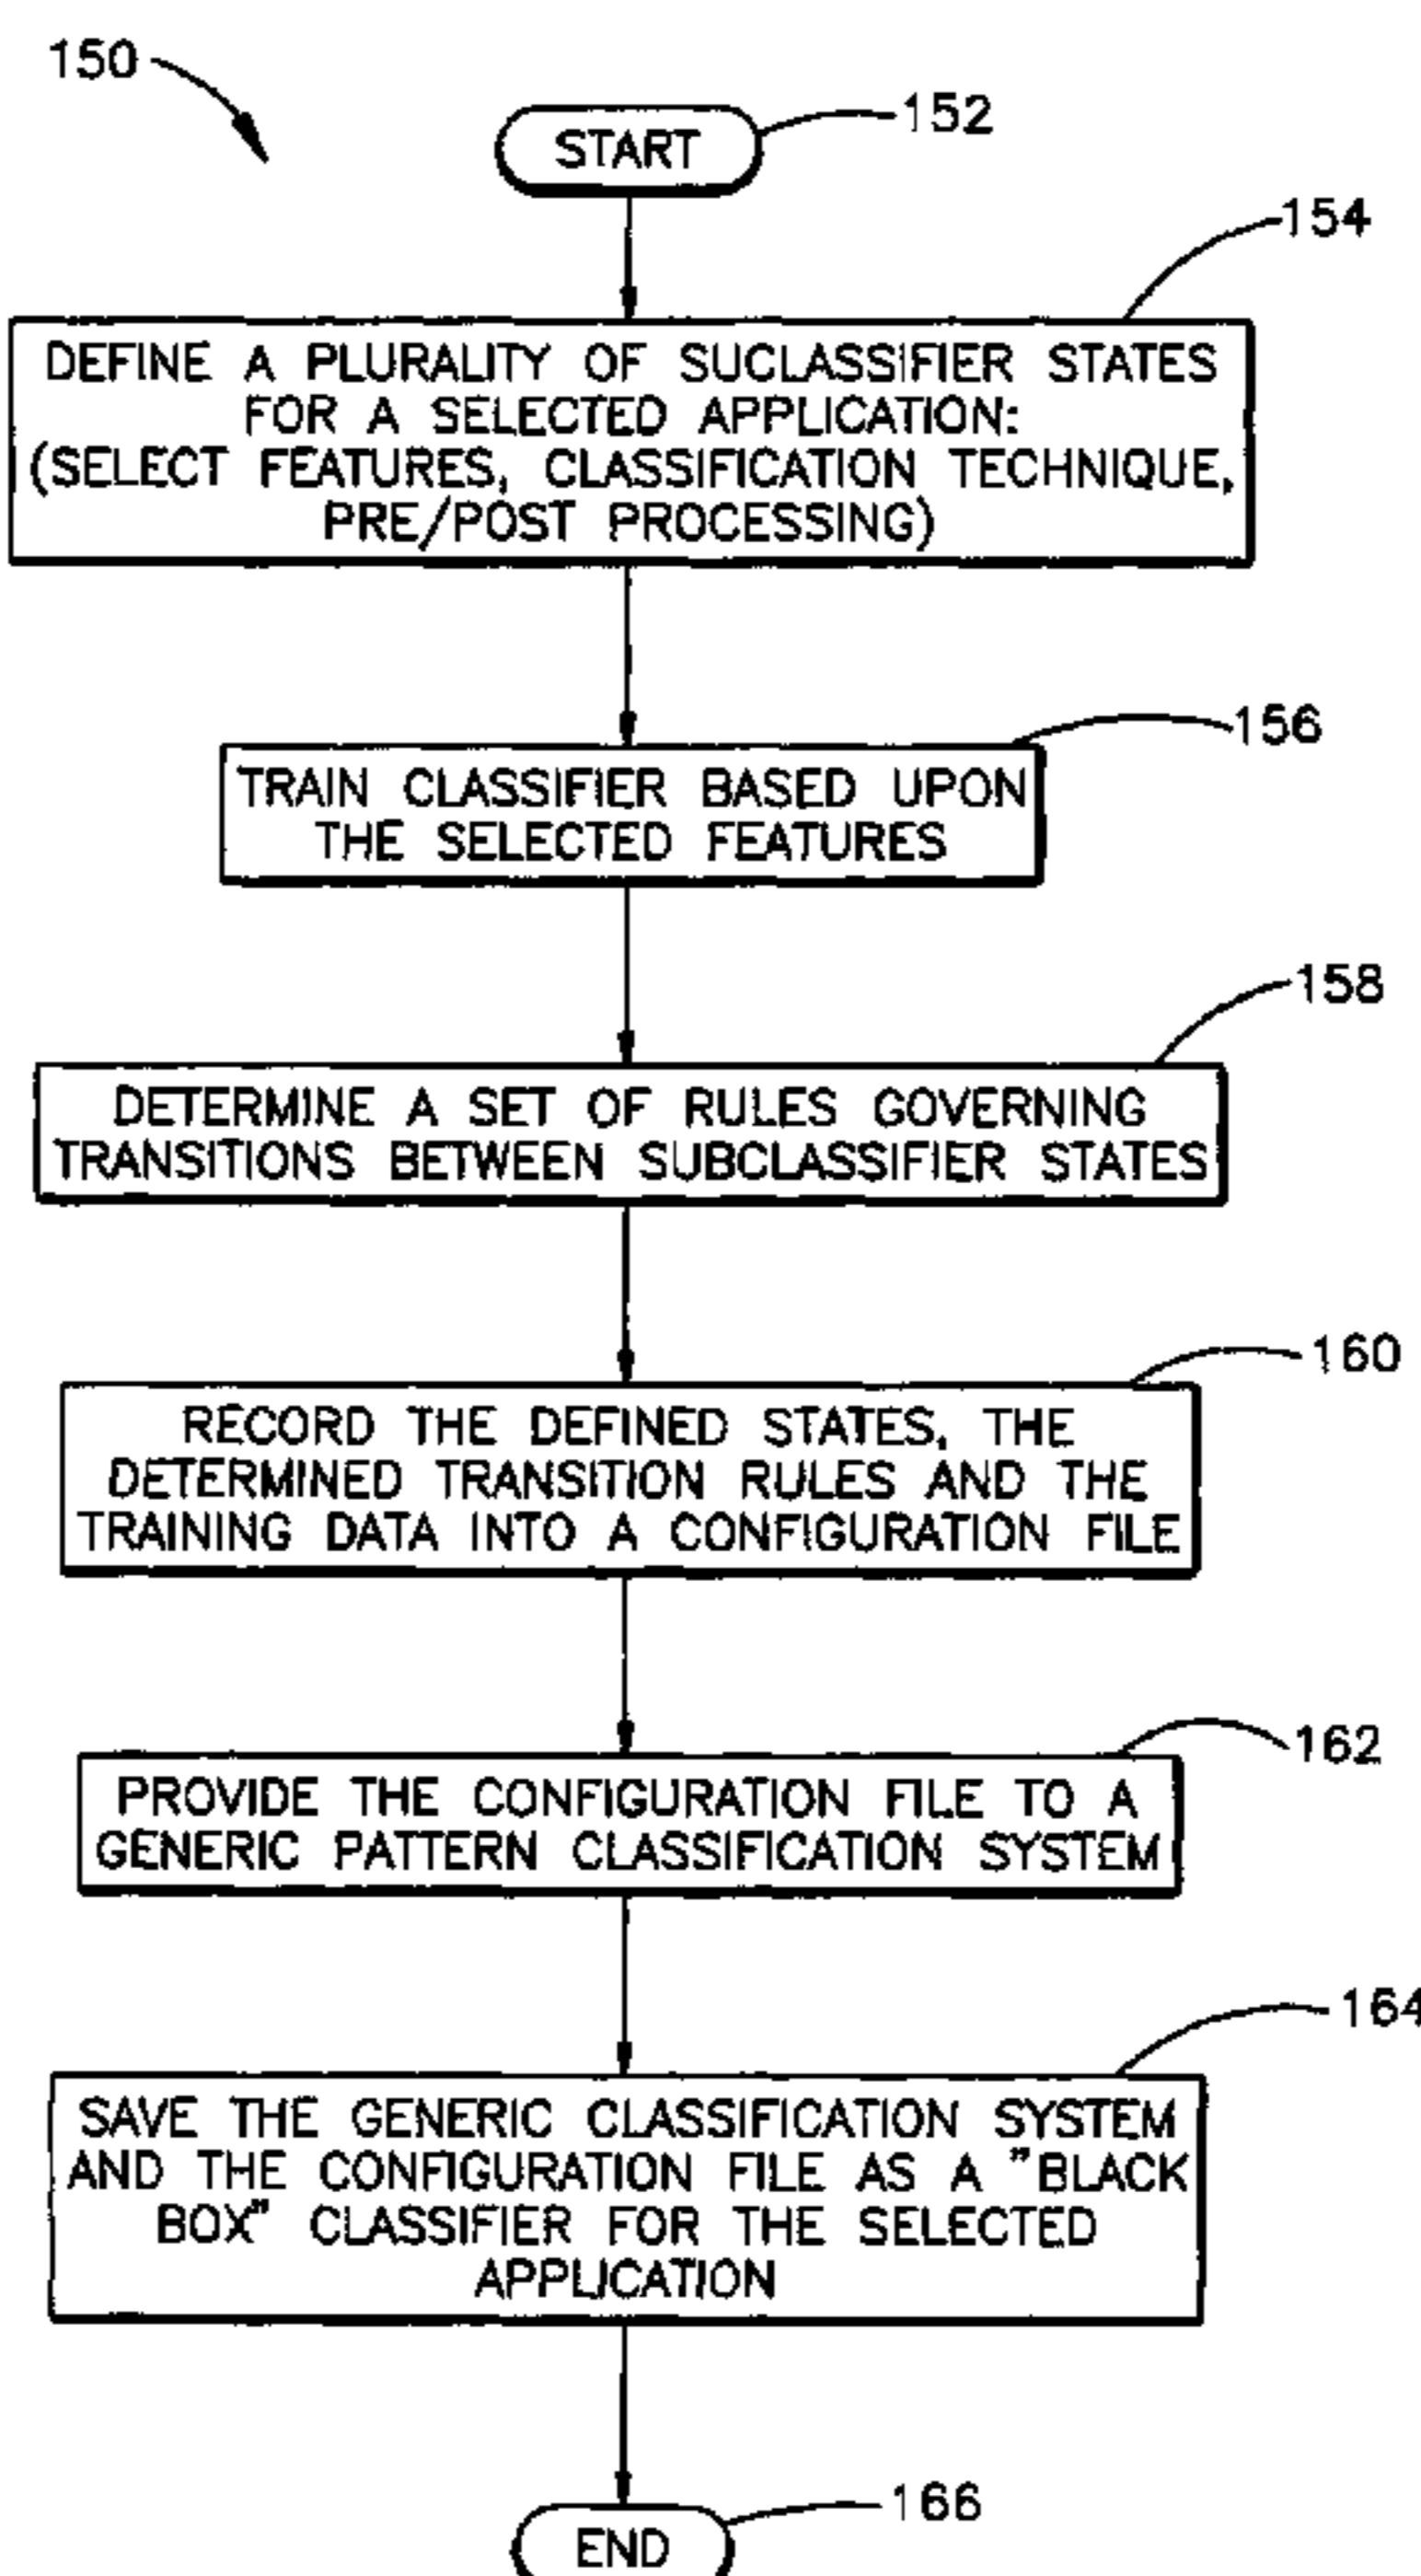 150
START
152
154
DEFINE A PLURALITY OF SUCLASSIFIER STATES
FOR A SELECTED APPLICATION:
(SELECT FEATURES, CLASSIFICATION TECHNIQUE,
PRE/POST PROCESSING)
156
TRAIN CLASSIFIER BASED UPON
THE SELECTED FEATURES
158
DETERMINE A SET OF RULES GOVERNING
TRANSITIONS BETWEEN SUBCLASSIFIER STATES
160
RECORD THE DEFINED STATES, THE
DETERMINED TRANSITION RULES AND THE
TRAINING DATA INTO A CONFIGURATION FILE
162
PROVIDE THE CONFIGURATION FILE TO A
GENERIC PATTERN CLASSIFICATION SYSTEM
164
SAVE THE GENERIC CLASSIFICATION SYSTEM
AND THE CONFIGURATION FILE AS A "BLACK
BOX" CLASSIFIER FOR THE SELECTED
APPLICATION
166
END